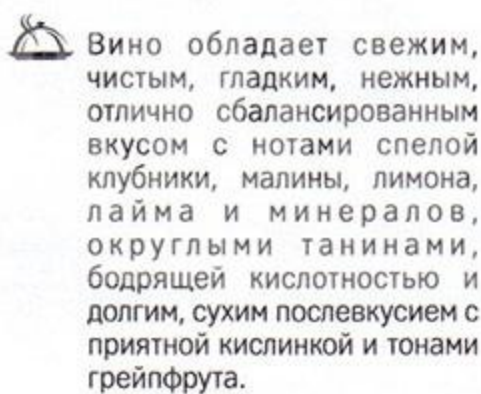 Вино обладает свежим,
чистым, гладким, нежным,
отлично сбалансированным
вкусом с нотами спелой
клубники, малины, лимона,
лайма и минералов,
округлыми танинами,
бодрящей кислотностью и
долгим, сухим послевкусием с
приятной кислинкой и тонами
грейпфрута.